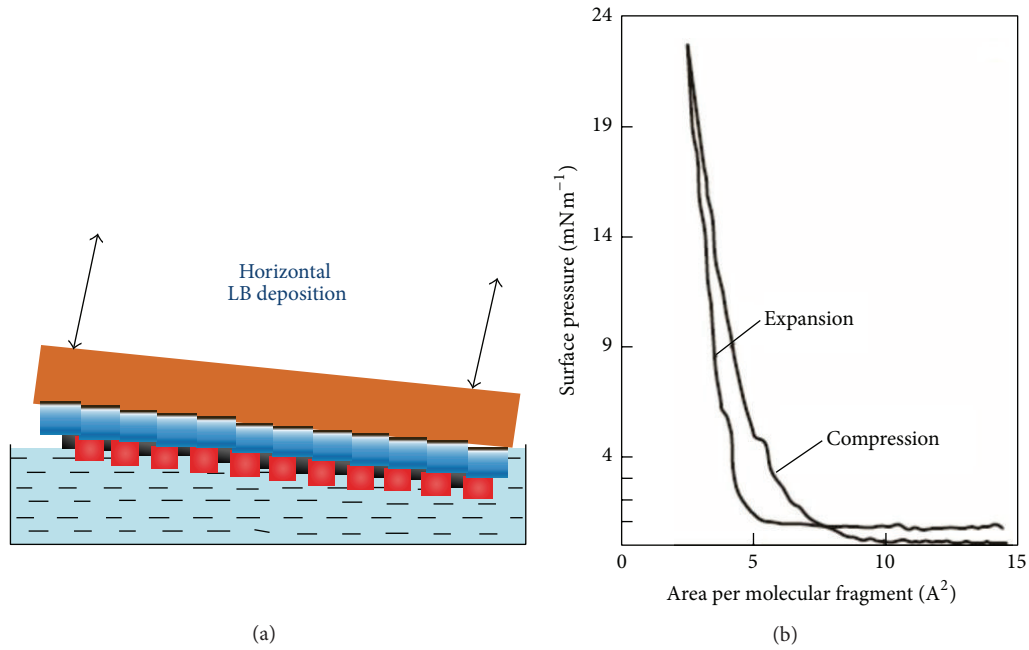 Horizontal
LB deposition
(a)
24
19
14
9
4
Surface pressure (mN m−1)
Expansion
Compression
0
5
10
15
Area per molecular fragment (A2)
(b)